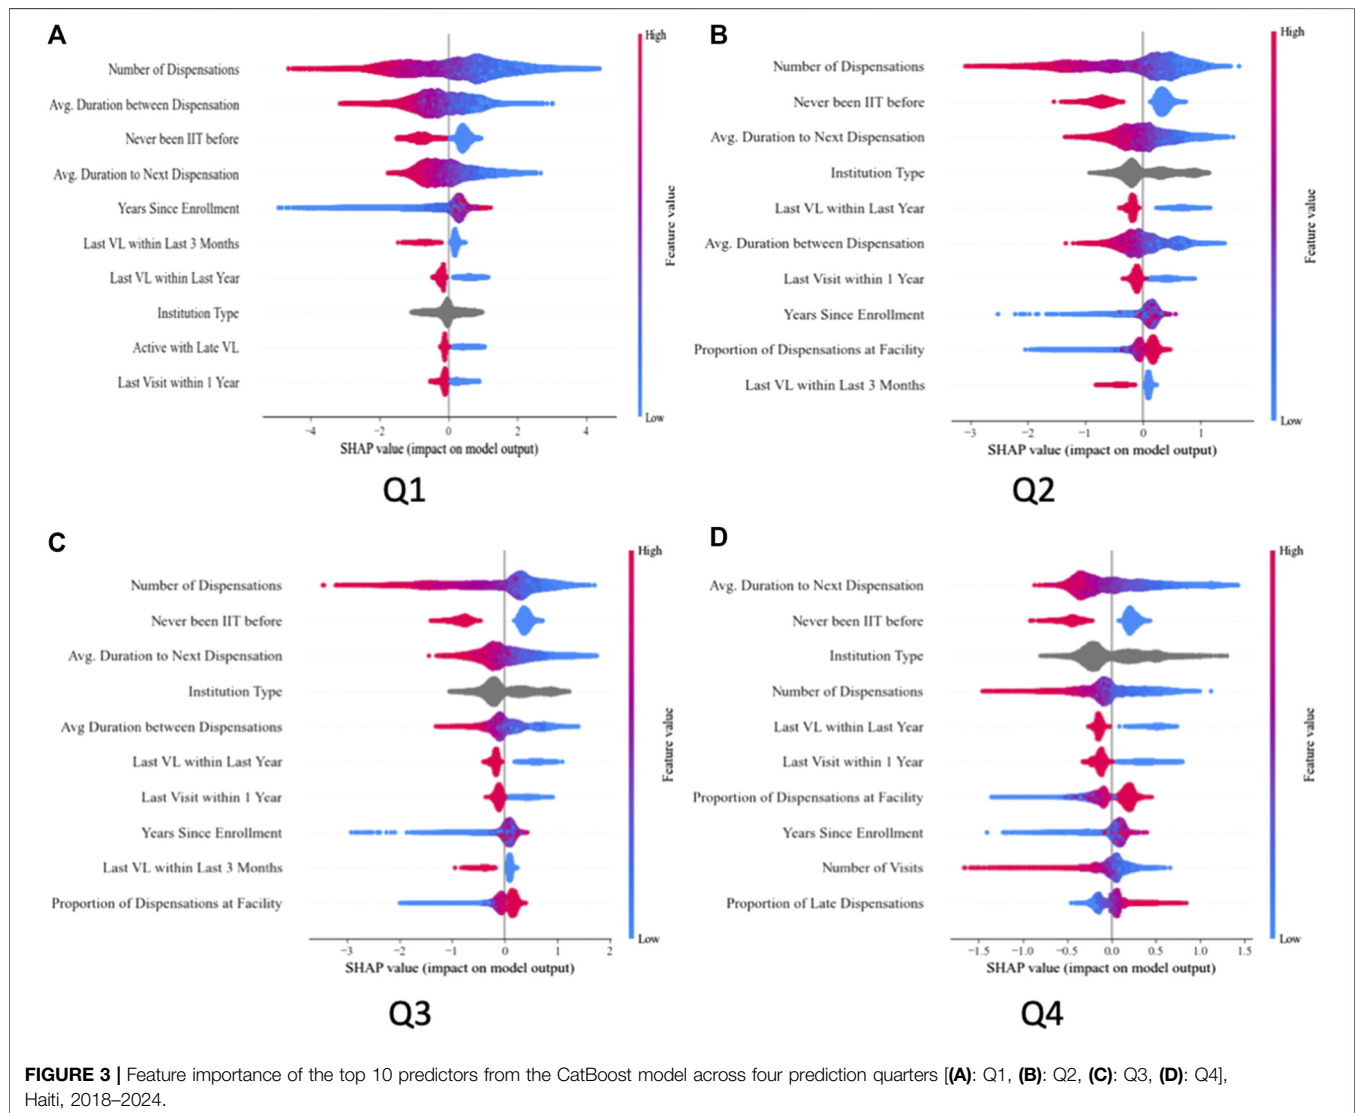 A
High
Number of Dispensations
Avg. Duration between Dispensation
Never been IIT before
Avg. Duration to Next Dispensation
Years Since Enrollment
Last VL within Last 3 Months
Last VL within Last Year
Institution Type
Active with Late VL
Last Visit within 1 Year
Feature value
Low
−4 −2 0 2 4
SHAP value (impact on model output)
Q1
B
High
Number of Dispensations
Never been IIT before
Avg. Duration to Next Dispensation
Institution Type
Last VL within Last Year
Avg. Duration between Dispensation
Last Visit within 1 Year
Years Since Enrollment
Proportion of Dispensations at Facility
Last VL within Last 3 Months
Feature value
Low
−3 −2 −1 0 1
SHAP value (impact on model output)
Q2
C
High
Number of Dispensations
Never been IIT before
Avg. Duration to Next Dispensation
Institution Type
Avg Duration between Dispensations
Last VL within Last Year
Last Visit within 1 Year
Years Since Enrollment
Last VL within Last 3 Months
Proportion of Dispensations at Facility
Feature value
Low
−3 −2 −1 0 1 2
SHAP value (impact on model output)
Q3
D
High
Avg. Duration to Next Dispensation
Never been IIT before
Institution Type
Number of Dispensations
Last VL within Last Year
Last Visit within 1 Year
Proportion of Dispensations at Facility
Years Since Enrollment
Number of Visits
Proportion of Late Dispensations
Feature value
Low
−1.5 −1.0 −0.5 0.0 0.5 1.0 1.5
SHAP value (impact on model output)
Q4
FIGURE 3 | Feature importance of the top 10 predictors from the CatBoost model across four prediction quarters [(A): Q1, (B): Q2, (C): Q3, (D): Q4],
Haiti, 2018–2024.